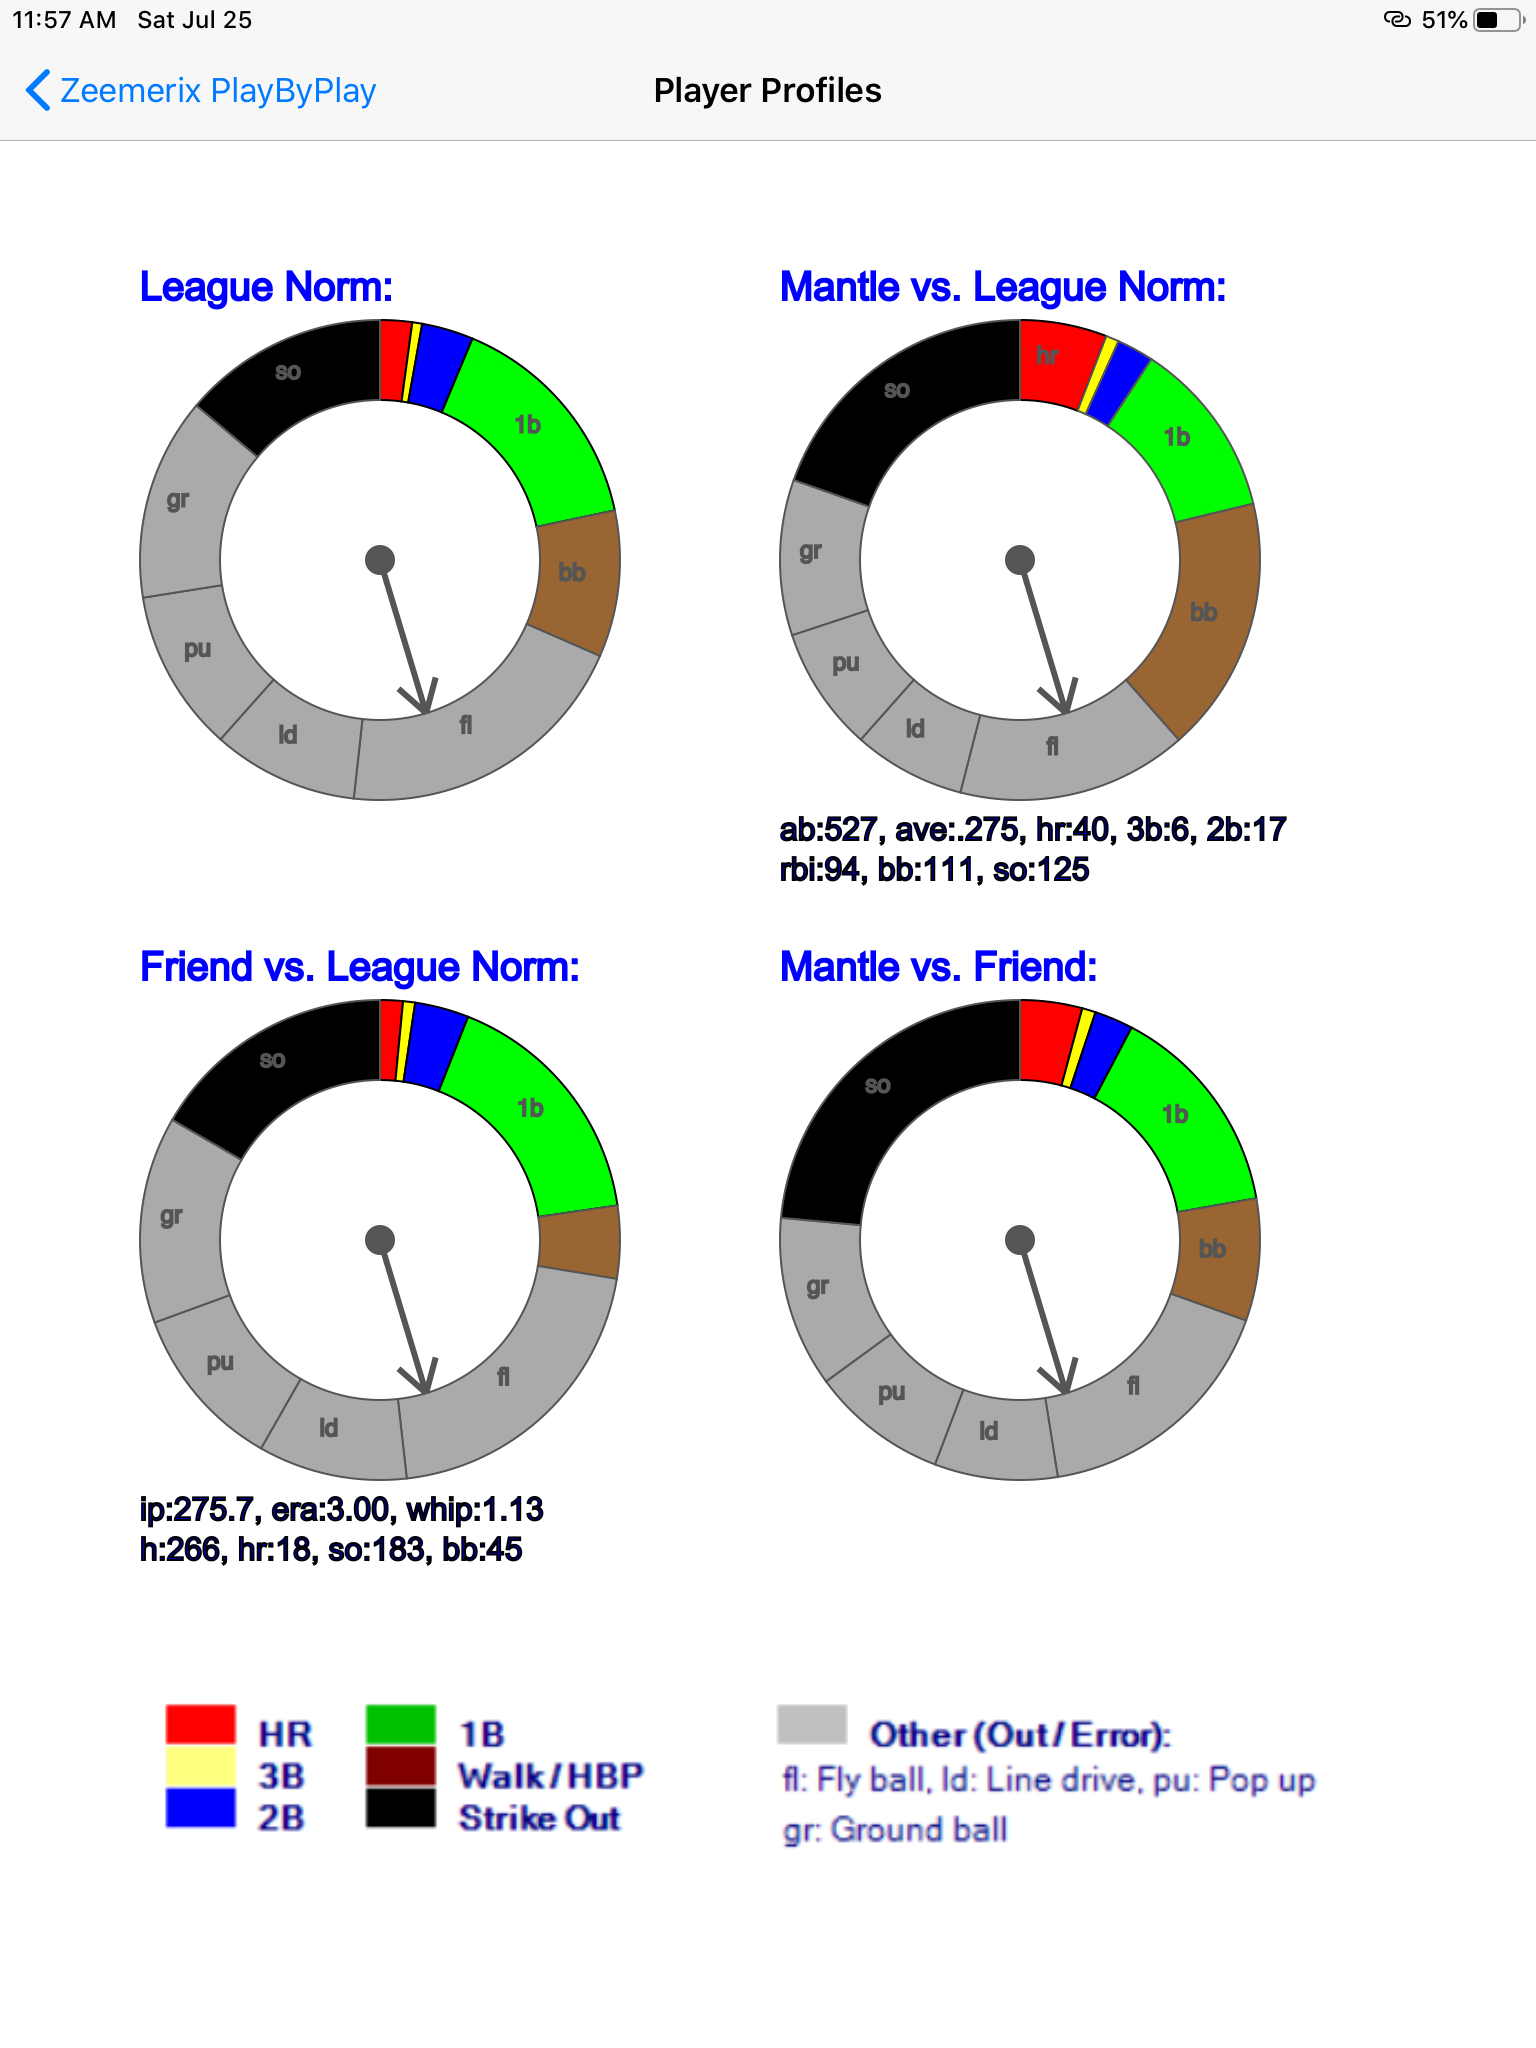 11:57 AM Sat Jul 25 51%
Zeemerix PlayByPlay Player Profiles
League Norm:
so
1b
gr
bb
pu
ld
fl
Mantle vs. League Norm:
hr
so
1b
gr
bb
pu
ld
fl
ab:527, ave:.275, hr:40, 3b:6, 2b:17
rbi:94, bb:111, so:125
Friend vs. League Norm:
so
1b
gr
pu
ld
fl
ip:275.7, era:3.00, whip:1.13
h:266, hr:18, so:183, bb:45
Mantle vs. Friend:
so
1b
bb
gr
pu
ld
fl
HR
3B
2B
1B
Walk / HBP
Strike Out
Other (Out / Error):
fl: Fly ball, ld: Line drive, pu: Pop up
gr: Ground ball